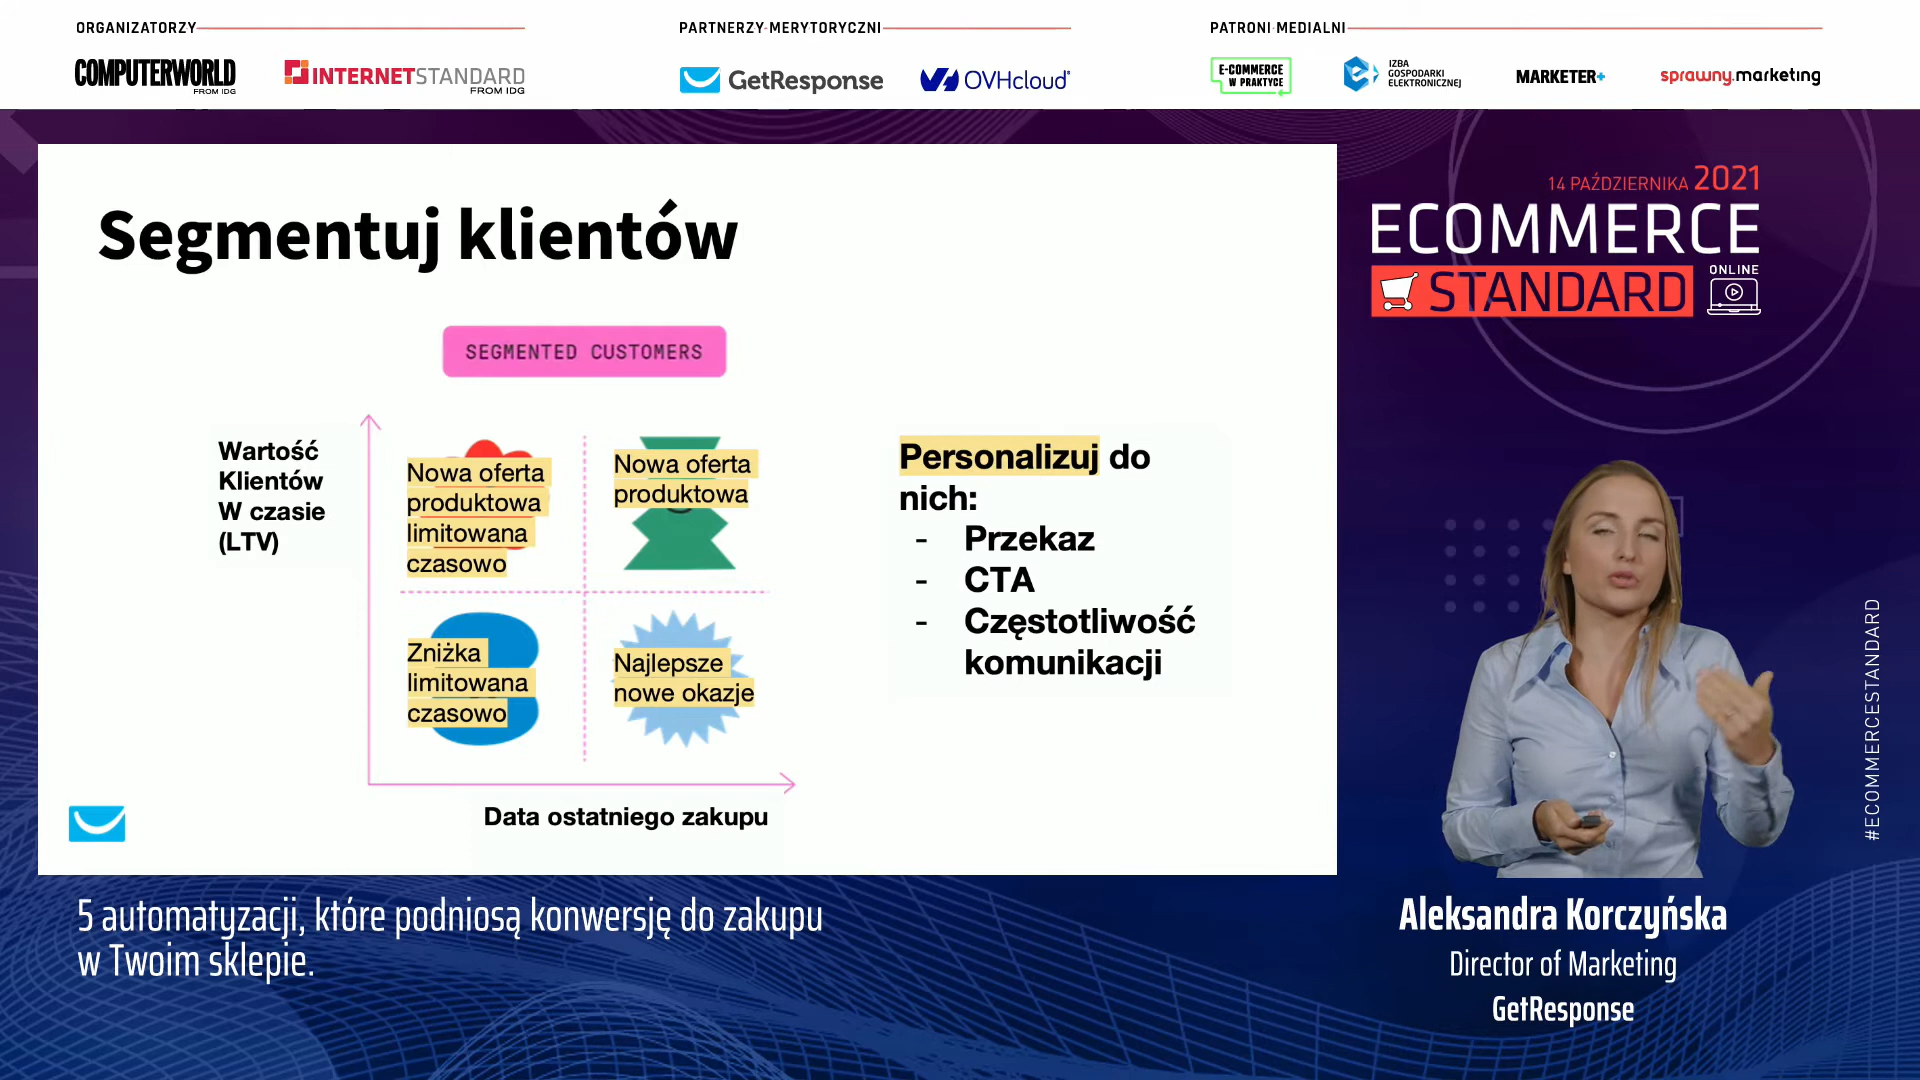 ORGANIZATORZY
COMPUTERWORLD
FROM IDG
INTERNETSTANDARD
FROM IDG
PARTNERZY MERYTORYCZNI
GetResponse
OVHcloud
PATRONI MEDIALNI
E-COMMERCE
W PRAKTYCE
IZBA
GOSPODARKI
ELEKTRONICZNEJ
MARKETER+
sprawny.marketing
Segmentuj klientów
SEGMENTED CUSTOMERS
Wartość
Klientów
W czasie
(LTV)
Nowa oferta
produktowa
limitowana
czasowo
Nowa oferta
produktowa
Zniżka
limitowana
czasowo
Najlepsze
nowe okazje
Data ostatniego zakupu
Personalizuj do
nich:
- Przekaz
- CTA
- Częstotliwość
komunikacji
14 PAŹDZIERNIKA 2021
ECOMMERCE
STANDARD
ONLINE
#ECOMMERCESTANDARD
5 automatyzacji, które podniosą konwersję do zakupu
w Twoim sklepie.
Aleksandra Korczyńska
Director of Marketing
GetResponse